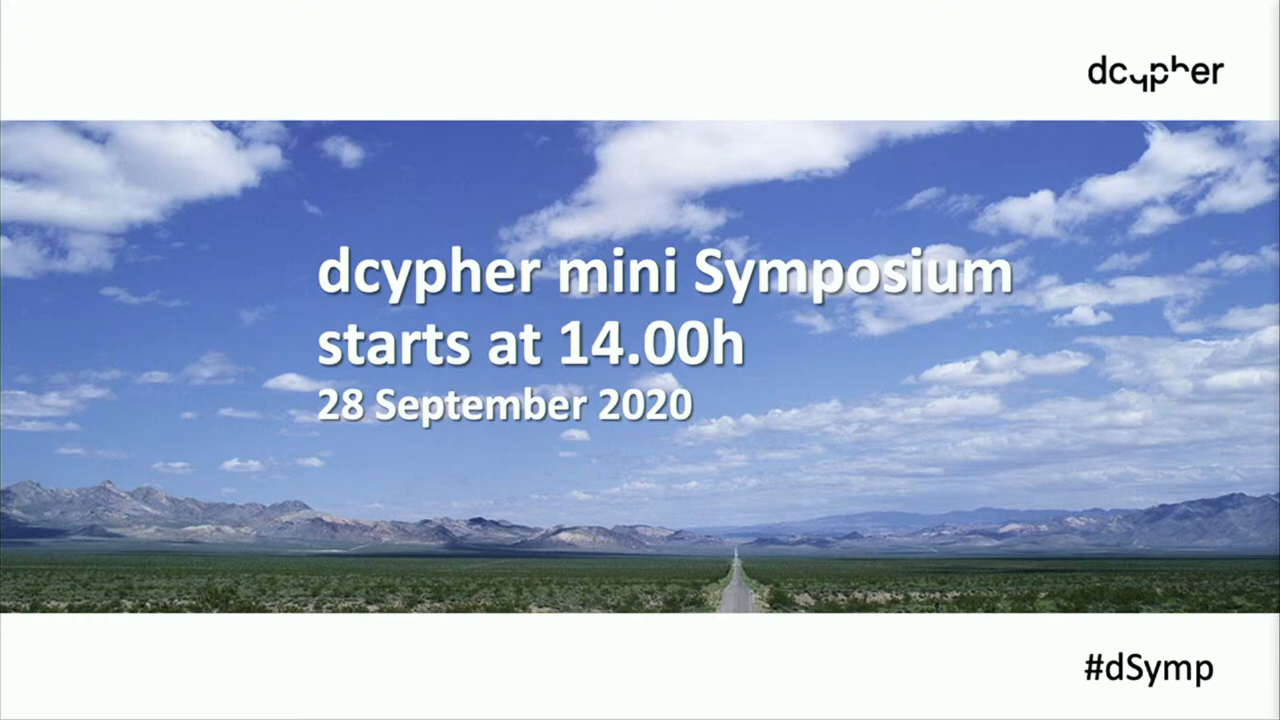 dcypher
dcypher mini Symposium
starts at 14.00h
28 September 2020
#dSymp